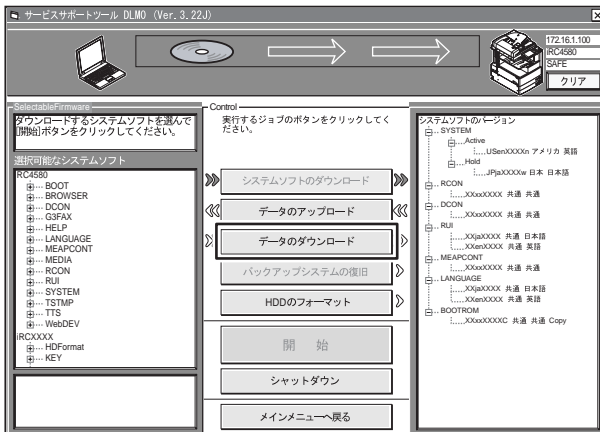 サービスサポートツール DLM0 (Ver.3.22J)
172.16.1.100
iRC4580
SAFE
クリア
SelectableFirmware
ダウンロードするシステムソフトを選んで
[開始]ボタンをクリックしてください。
選択可能なシステムソフト
RC4580
BOOT
BROWSER
DCON
G3FAX
HELP
LANGUAGE
MEAPCONT
MEDIA
RCON
RUI
SYSTEM
TSTMP
TTS
WebDEV
iRCXXXX
HDFormat
KEY
Control
実行するジョブのボタンをクリックしてく
ださい。
システムソフトのダウンロード
データのアップロード
データのダウンロード
バックアップシステムの復旧
HDDのフォーマット
開 始
シャットダウン
メインメニューへ戻る
システムソフトのバージョン
SYSTEM
Active
USenXXXXn アメリカ 英語
Hold
JPjaXXXXw 日本 日本語
RCON
XXxxXXXX 共通 共通
DCON
XXxxXXXX 共通 共通
RUI
XXjaXXXX 共通 日本語
XXenXXXX 共通 英語
MEAPCONT
XXxxXXXX 共通 共通
LANGUAGE
XXjaXXXX 共通 日本語
XXenXXXX 共通 英語
BOOTROM
XXxxXXXXC 共通 共通 Copy